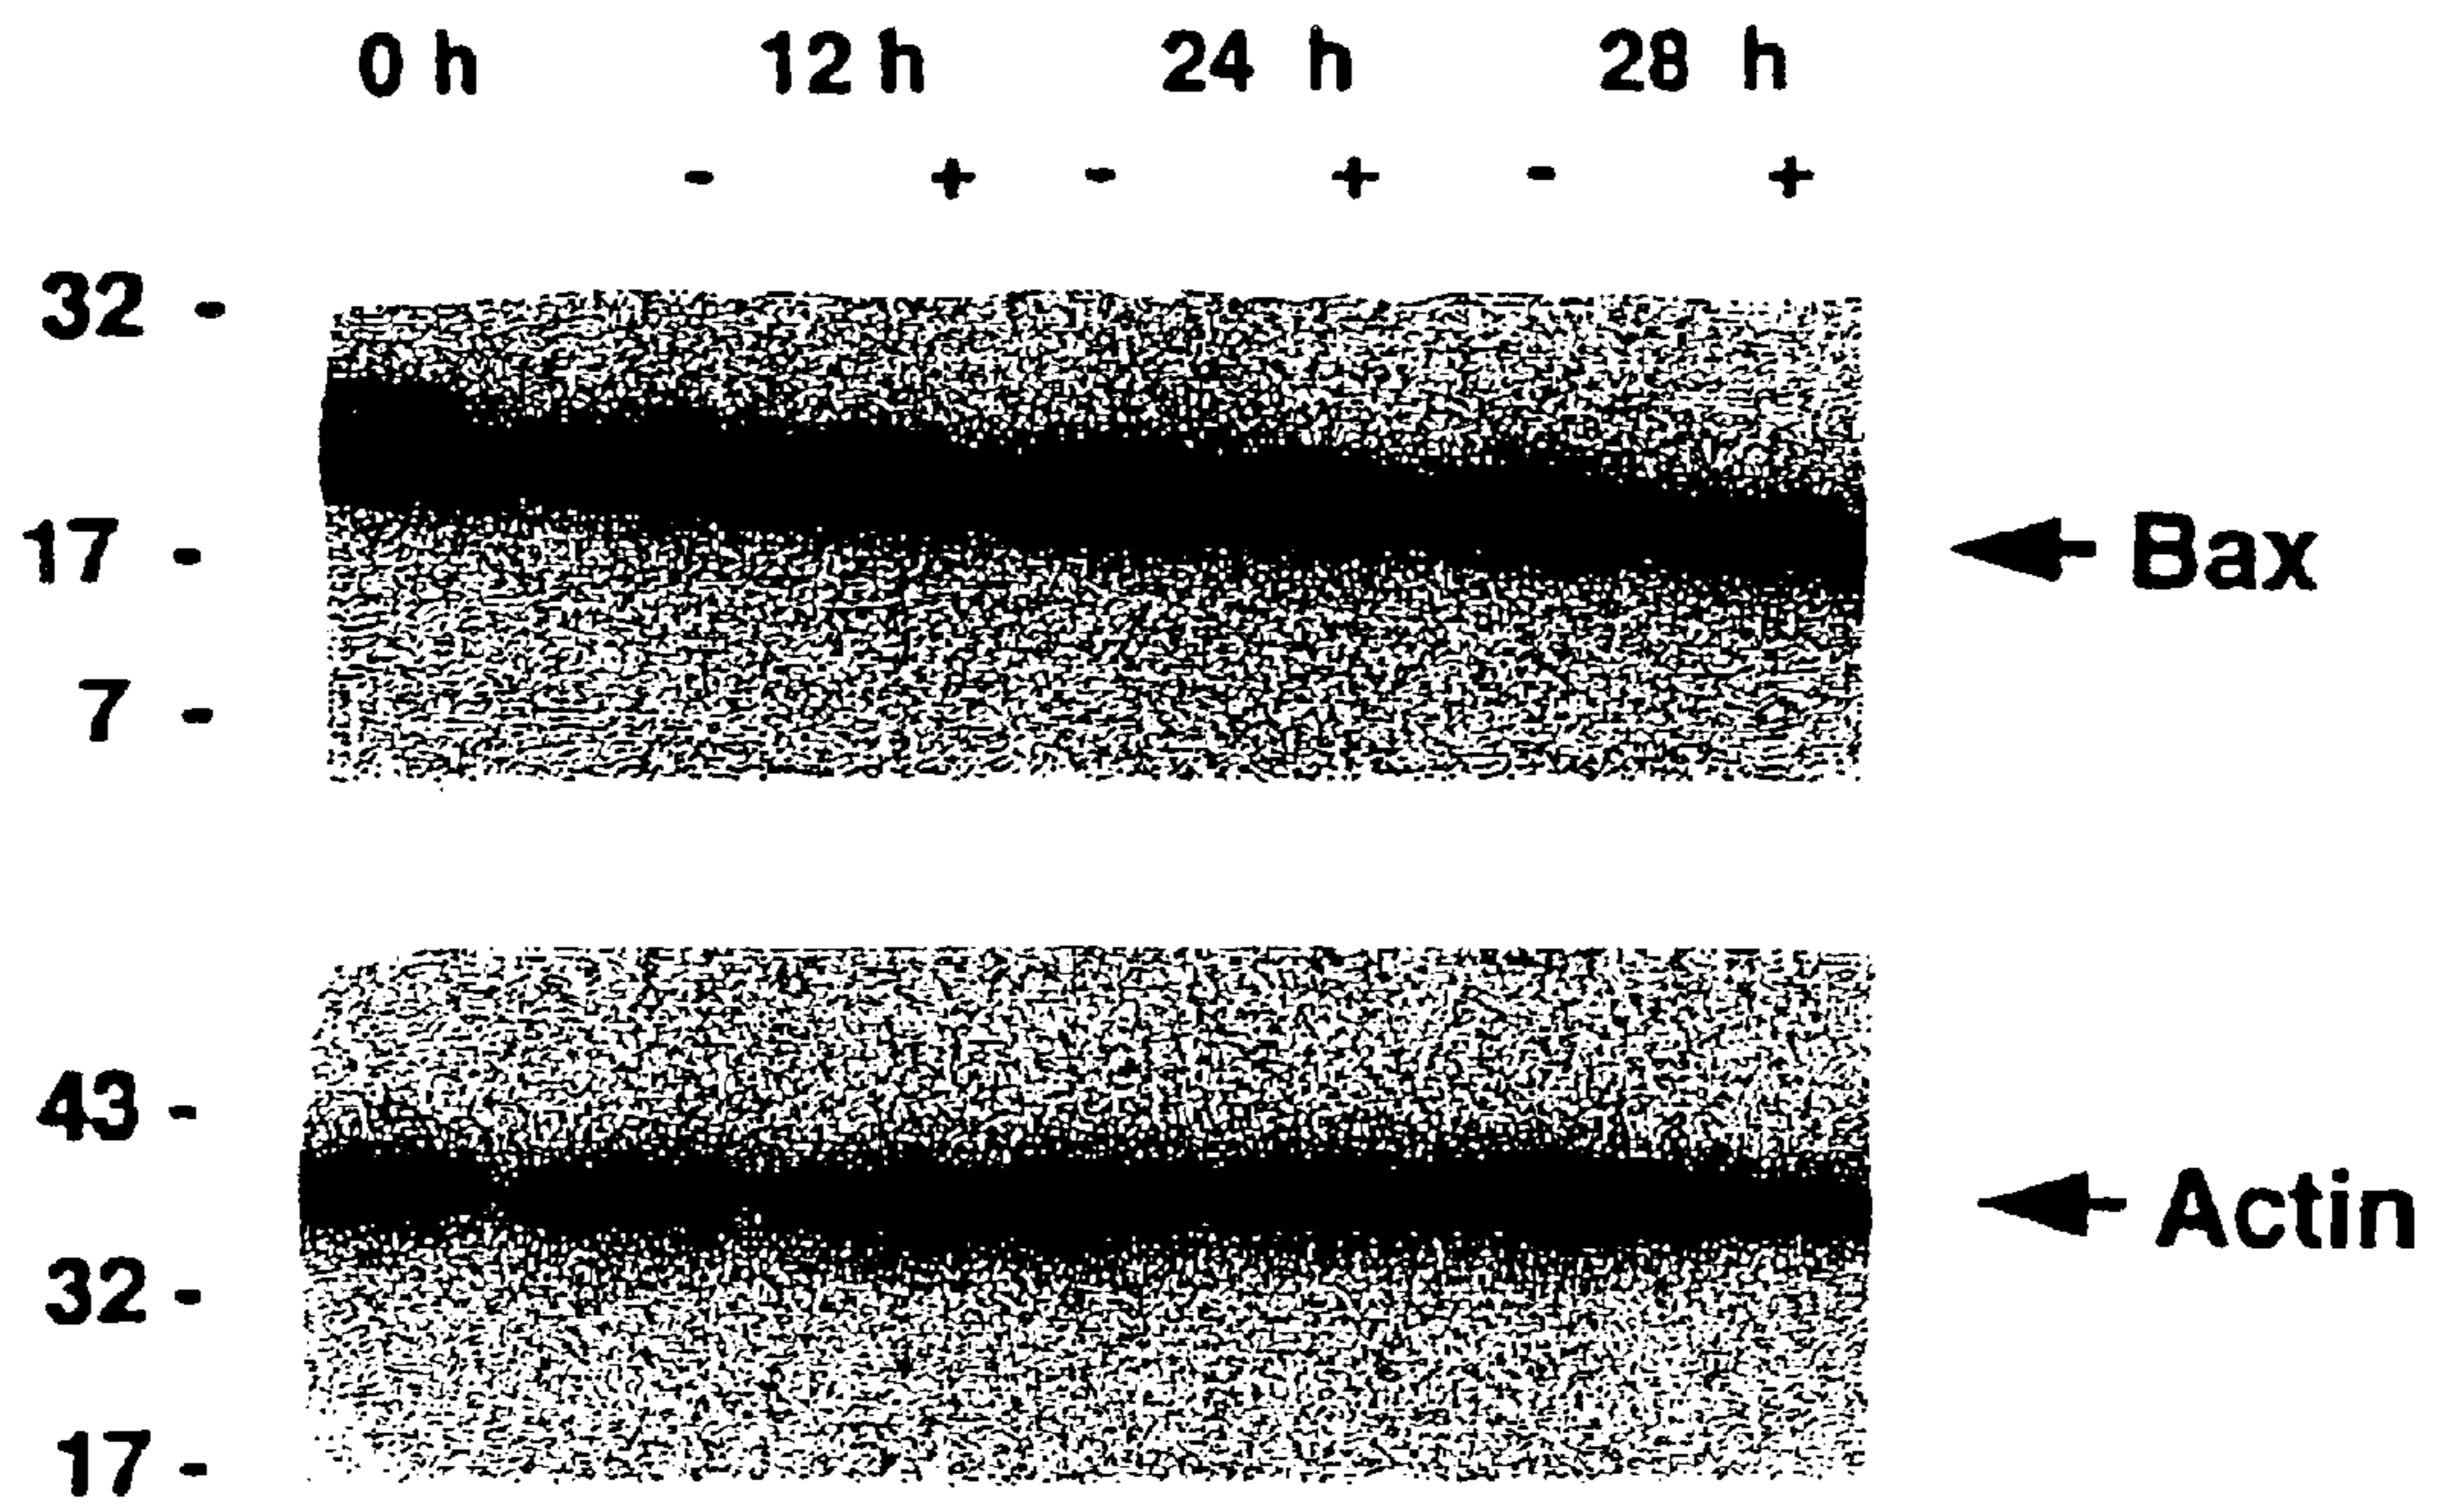 0 h 12 h 24 h 28 h
- + - + - +
32 -
17 - Bax
7 -
43 -
Actin
32 -
17 -